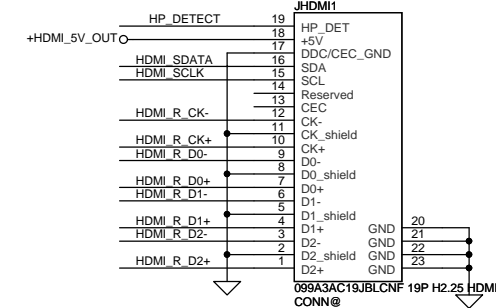 JHDMI1
HP_DETECT 19 HP_DET
+HDMI_5V_OUT 18 +5V
17 DDC/CEC_GND
HDMI_SDATA 16 SDA
HDMI_SCLK 15 SCL
14 Reserved
13 CEC
HDMI_R_CK- 12 CK-
11 CK_shield
HDMI_R_CK+ 10 CK+
HDMI_R_D0- 9 D0-
8 D0_shield
HDMI_R_D0+ 7 D0+
HDMI_R_D1- 6 D1-
5 D1_shield
HDMI_R_D1+ 4 D1+ GND 20
HDMI_R_D2- 3 D2- GND 21
2 D2_shield GND 22
HDMI_R_D2+ 1 D2+ GND 23
099A3AC19JBLCNF 19P H2.25 HDMI
CONN@